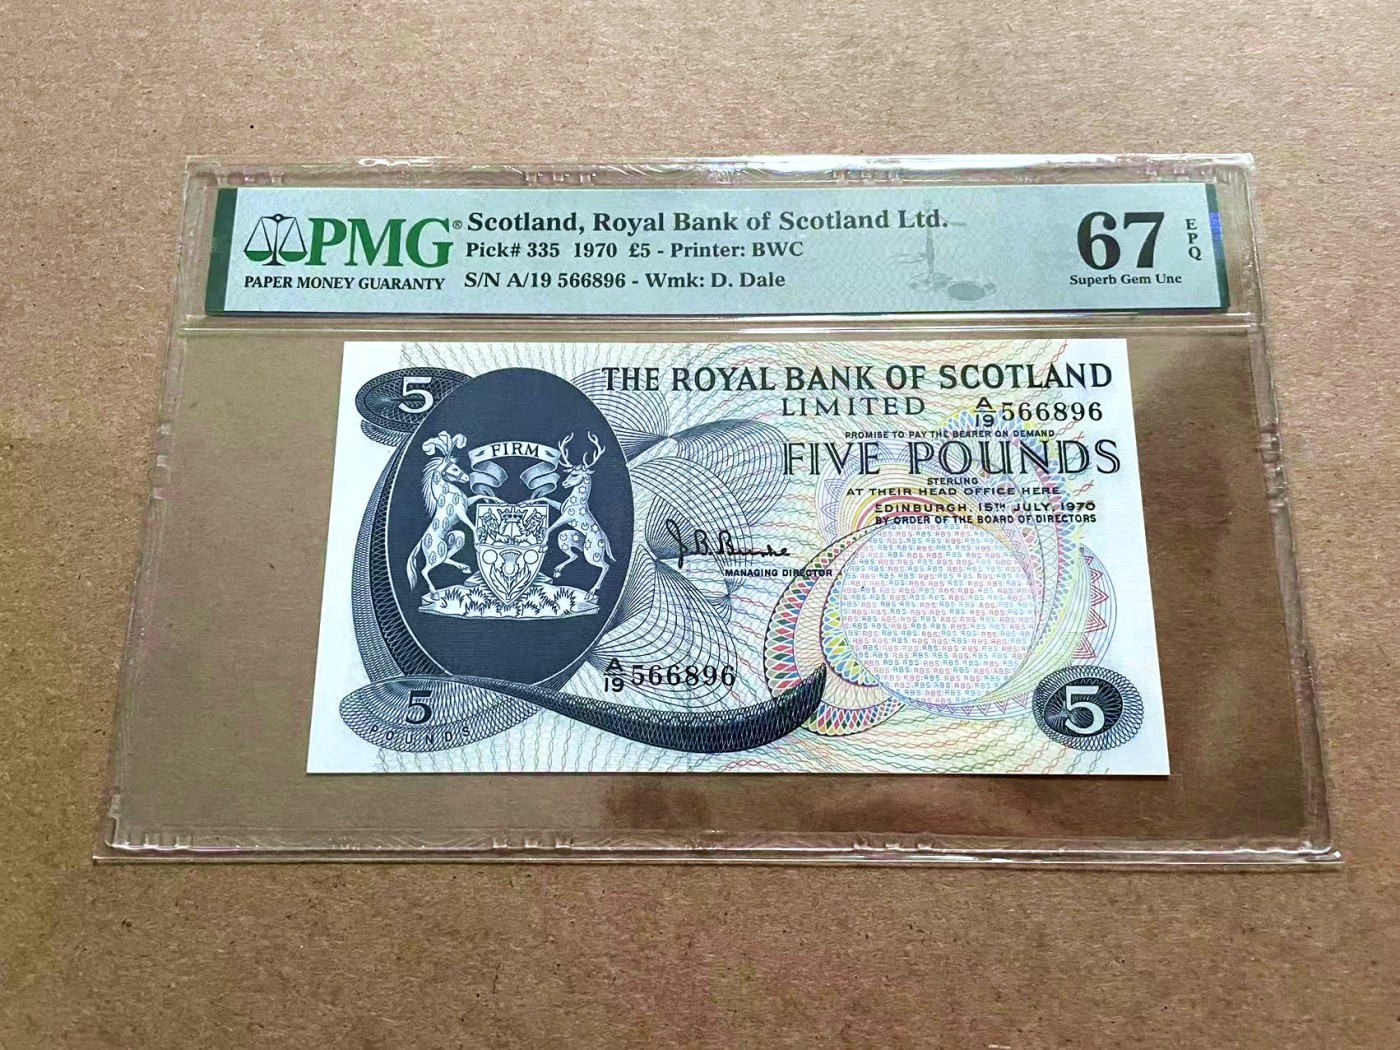 PMG®
PAPER MONEY GUARANTY
Scotland, Royal Bank of Scotland Ltd.
Pick# 335 1970 £5 - Printer: BWC
S/N A/19 566896 - Wmk: D. Dale
67
EPQ
Superb Gem Unc
5
THE ROYAL BANK OF SCOTLAND
LIMITED
A/19 566896
PROMISE TO PAY THE BEARER ON DEMAND
FIVE POUNDS
STERLING
AT THEIR HEAD OFFICE HERE
EDINBURGH, 15TH JULY, 1970
BY ORDER OF THE BOARD OF DIRECTORS
FIRM
J. B. Burke
MANAGING DIRECTOR
A/19 566896
5
POUNDS
5